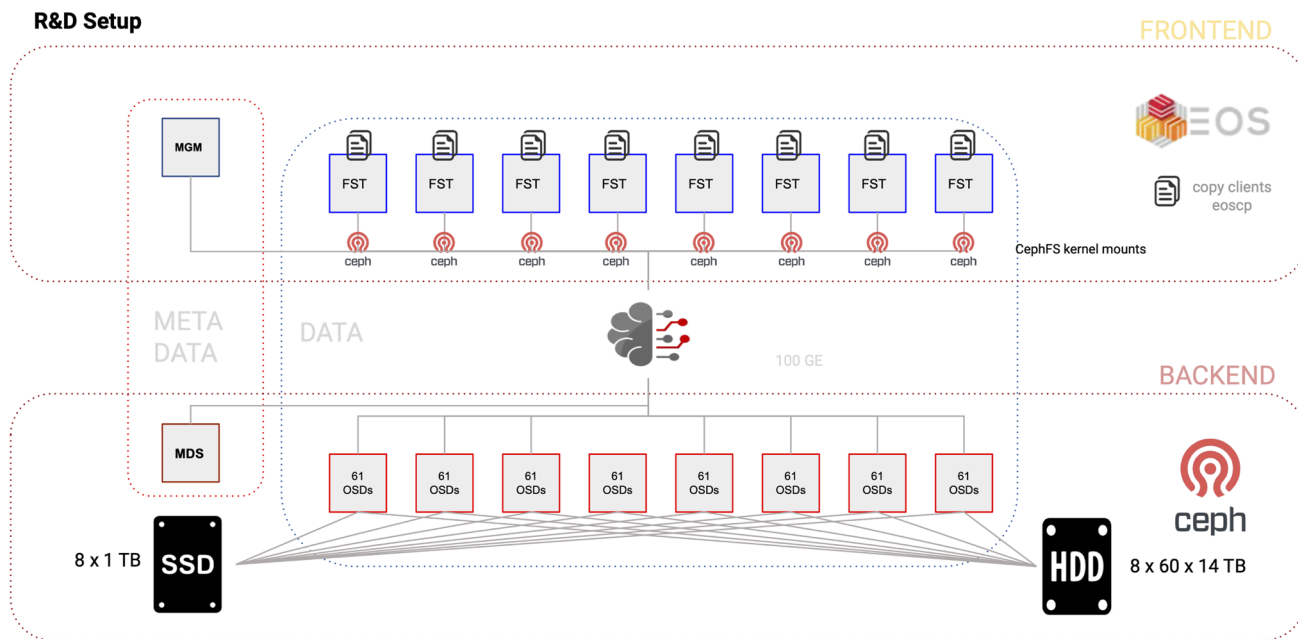 R&D Setup
FRONTEND
MGM
FST
FST
FST
FST
FST
FST
FST
FST
EOS
copy clients
eoscp
ceph
ceph
ceph
ceph
ceph
ceph
ceph
ceph
CephFS kernel mounts
META
DATA
DATA
100 GE
BACKEND
MDS
61
OSDs
61
OSDs
61
OSDs
61
OSDs
61
OSDs
61
OSDs
61
OSDs
61
OSDs
ceph
8 x 1 TB
SSD
HDD
8 x 60 x 14 TB